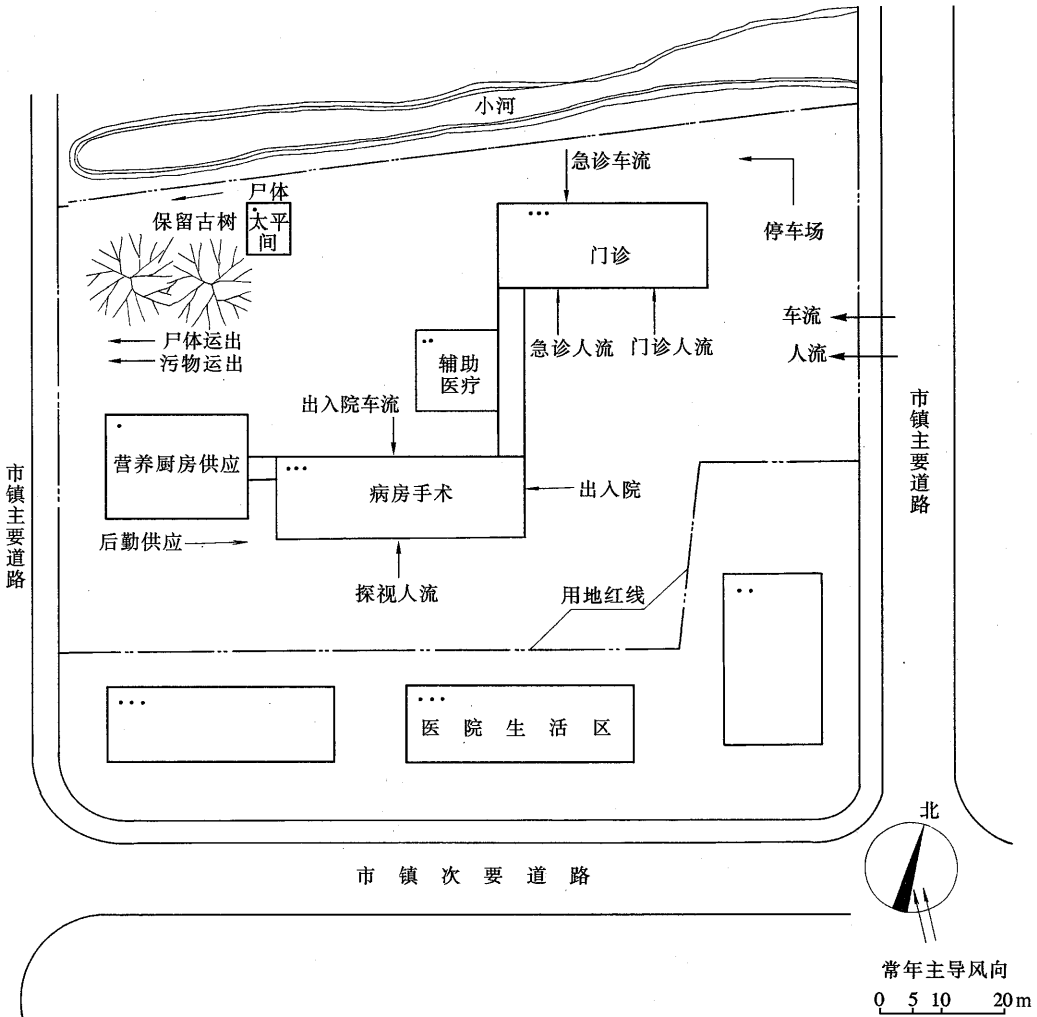 小河
急诊车流
尸体
保留古树
太平
间
停车场
门诊
车流
尸体运出
污物运出
急诊人流
门诊人流
人流
辅助
医疗
出入院车流
市镇主要道路
营养厨房供应
病房手术
出入院
市镇主要道路
后勤供应
探视人流
用地红线
医院生活区
北
市镇次要道路
常年主导风向
0 5 10 20 m